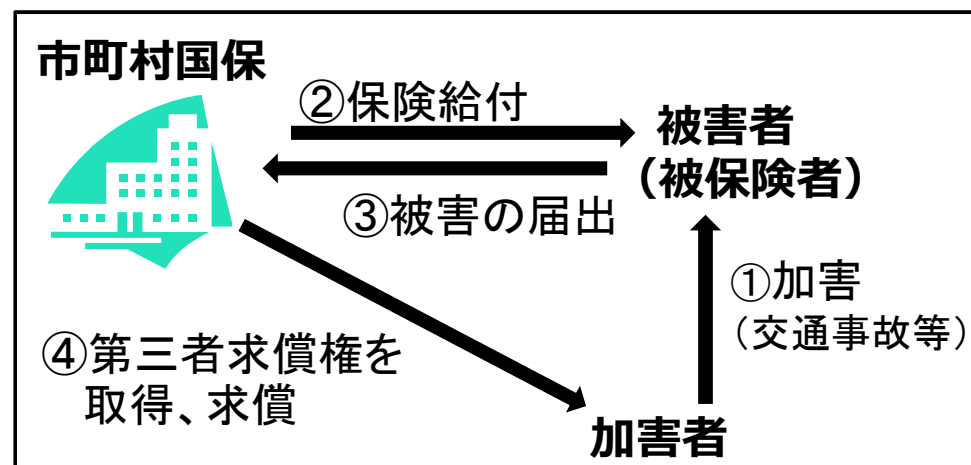 市町村国保
②保険給付
被害者
（被保険者）
③被害の届出
①加害
（交通事故等）
④第三者求償権を
取得、求償
加害者